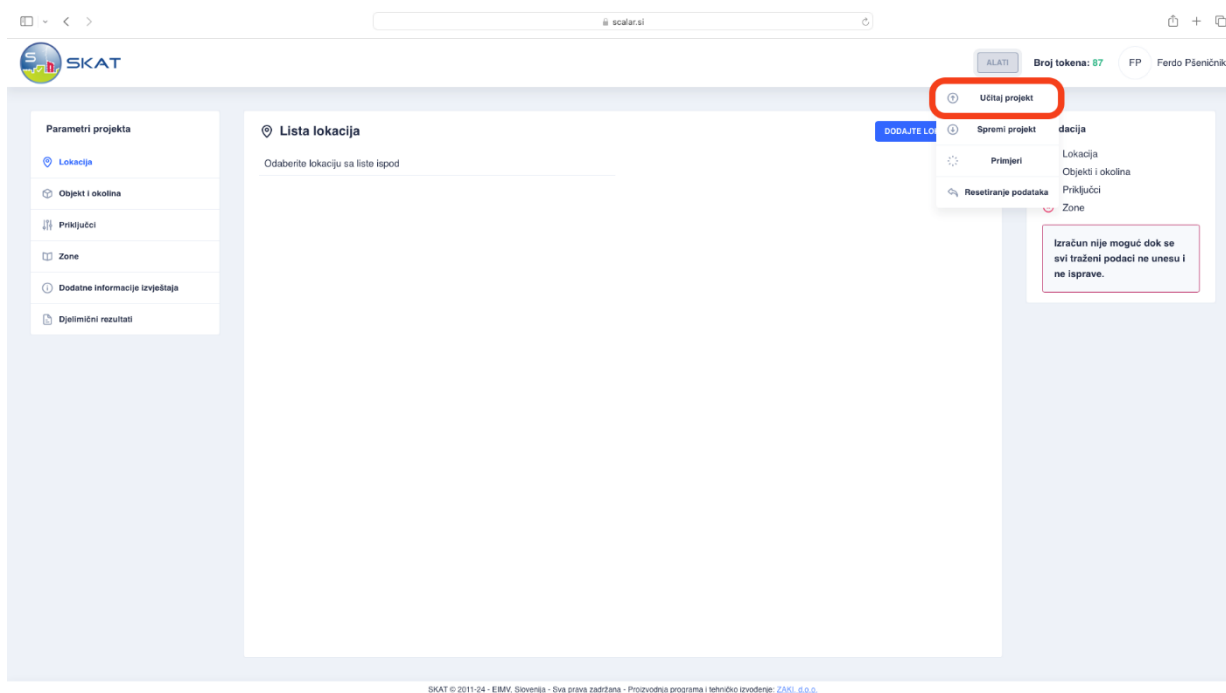 scalar.si
SKAT
ALATI
Broj tokena: 87
FP
Ferdo Pšeničnik
Učitaj projekt
Spremi projekt
Primjeri
Resetiranje podataka
Parametri projekta
Lokacija
Objekt i okolina
Priključci
Zone
Dodatne informacije izvještaja
Djelimični rezultati
Lista lokacija
DODAJTE
Odaberite lokaciju sa liste ispod
Lokacija
Objekti i okolina
Priključci
Zone
Izračun nije moguć dok se
svi traženi podaci ne unesu i
ne isprave.
SKAT © 2011-24 - EIMV, Slovenija - Sva prava zadržana - Proizvodnja programa i tehničko izvođenje: ZAKI, d.o.o.